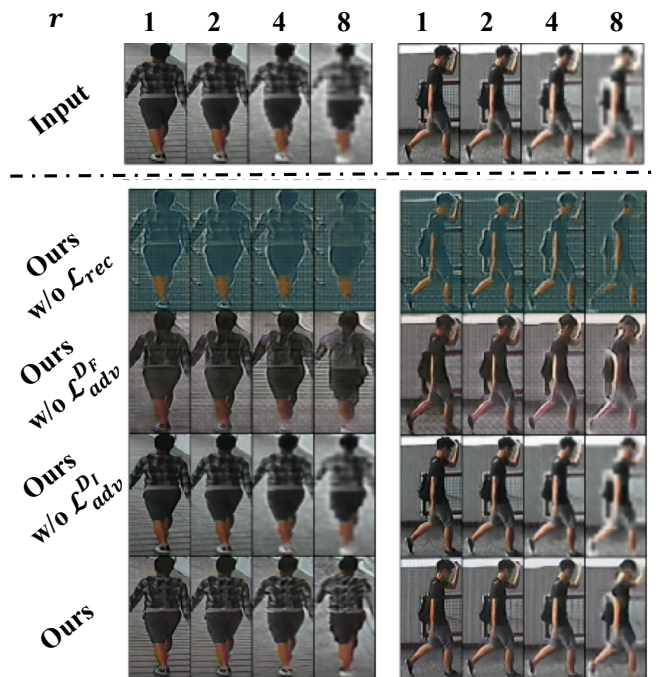 r 1 2 4 8 1 2 4 8
Input
Ours
w/o ℒ_rec
Ours
w/o ℒ_adv^{D_F}
Ours
w/o ℒ_adv^{D_I}
Ours